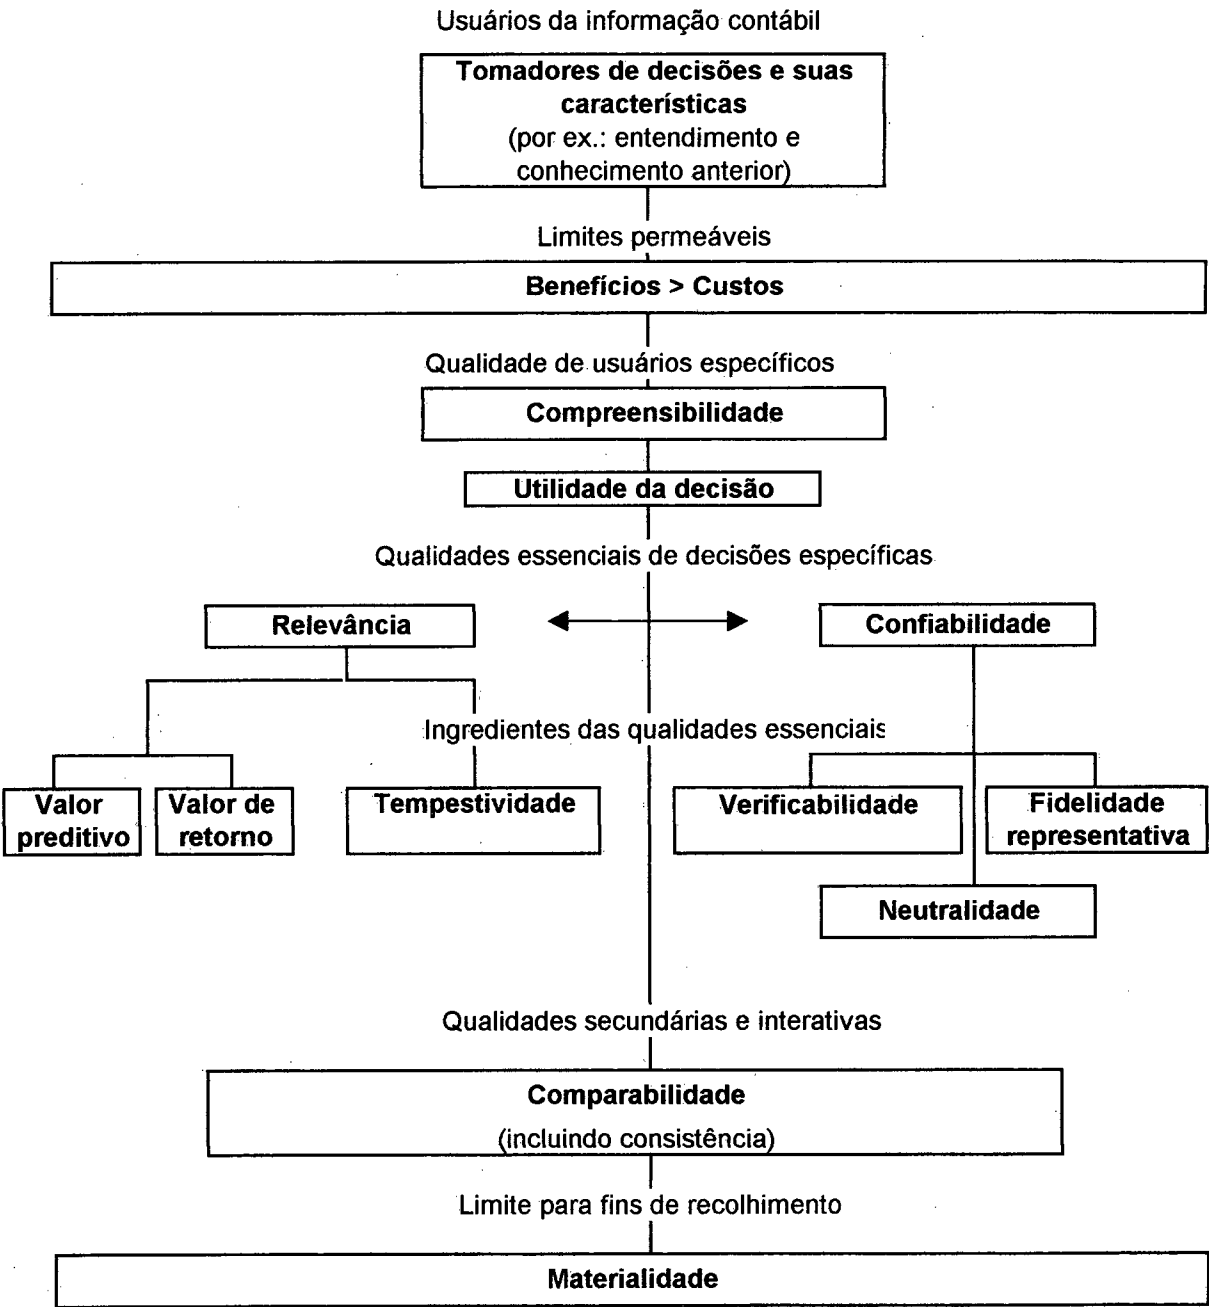 Usuários da informação contábil
Tomadores de decisões e suas
características
(por ex.: entendimento e
conhecimento anterior)
Limites permeáveis
Benefícios > Custos
Qualidade de usuários específicos
Compreensibilidade
Utilidade da decisão
Qualidades essenciais de decisões específicas
Relevância
Confiabilidade
Ingredientes das qualidades essenciais
Valor
preditivo
Valor de
retorno
Tempestividade
Verificabilidade
Fidelidade
representativa
Neutralidade
Qualidades secundárias e interativas
Comparabilidade
(incluindo consistência)
Limite para fins de recolhimento
Materialidade